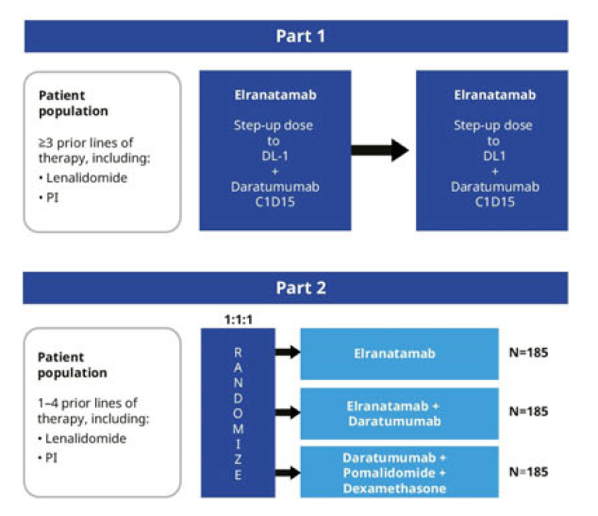 Part 1
Patient
population
≥3 prior lines of
therapy, including:
• Lenalidomide
• PI
Elranatamab
Step-up dose
to
DL-1
+
Daratumumab
C1D15
Elranatamab
Step-up dose
to
DL1
+
Daratumumab
C1D15
Part 2
Patient
population
1–4 prior lines of
therapy, including:
• Lenalidomide
• PI
1:1:1
R
A
N
D
O
M
I
Z
E
Elranatamab
N=185
Elranatamab +
Daratumumab
N=185
Daratumumab +
Pomalidomide +
Dexamethasone
N=185